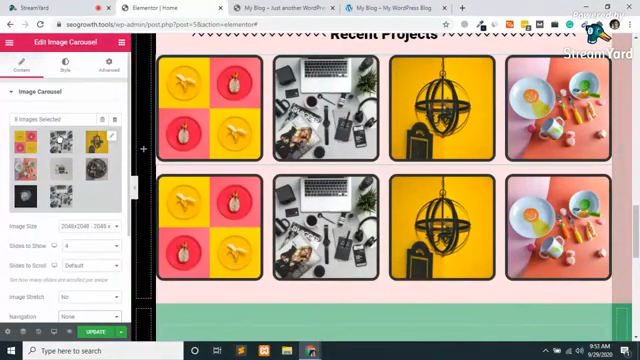 StreamYard
Elementor | Home
My Blog – Just another WordPres
My Blog ‹ My WordPress Blog
seogrowth.tools/wp-admin/post.php?post=5&action=elementor#
Powered by
StreamYard
Edit Image Carousel
Recent Projects
Content
Style
Advanced
Image Carousel
8 Images Selected
Image Size
2048x2048 - 2048 x
Slides to Show
4
Slides to Scroll
Default
Set how many slides are scrolled per swipe
Image Stretch
No
Navigation
None
UPDATE
Type here to search
9:53 AM
9/29/2020